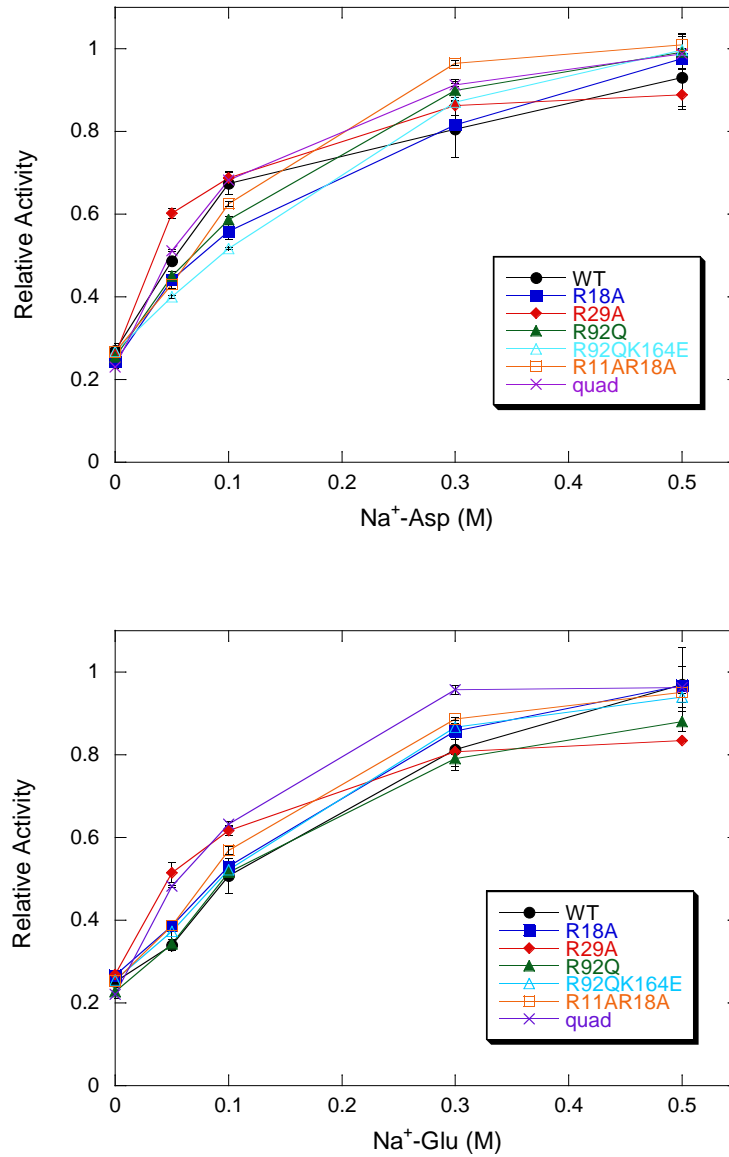 Relative Activity
1
0.8
0.6
0.4
0.2
0
0 0.1 0.2 0.3 0.4 0.5
Na⁺-Asp (M)
WT
R18A
R29A
R92Q
R92QK164E
R11AR18A
quad
Relative Activity
1
0.8
0.6
0.4
0.2
0
0 0.1 0.2 0.3 0.4 0.5
Na⁺-Glu (M)
WT
R18A
R29A
R92Q
R92QK164E
R11AR18A
quad